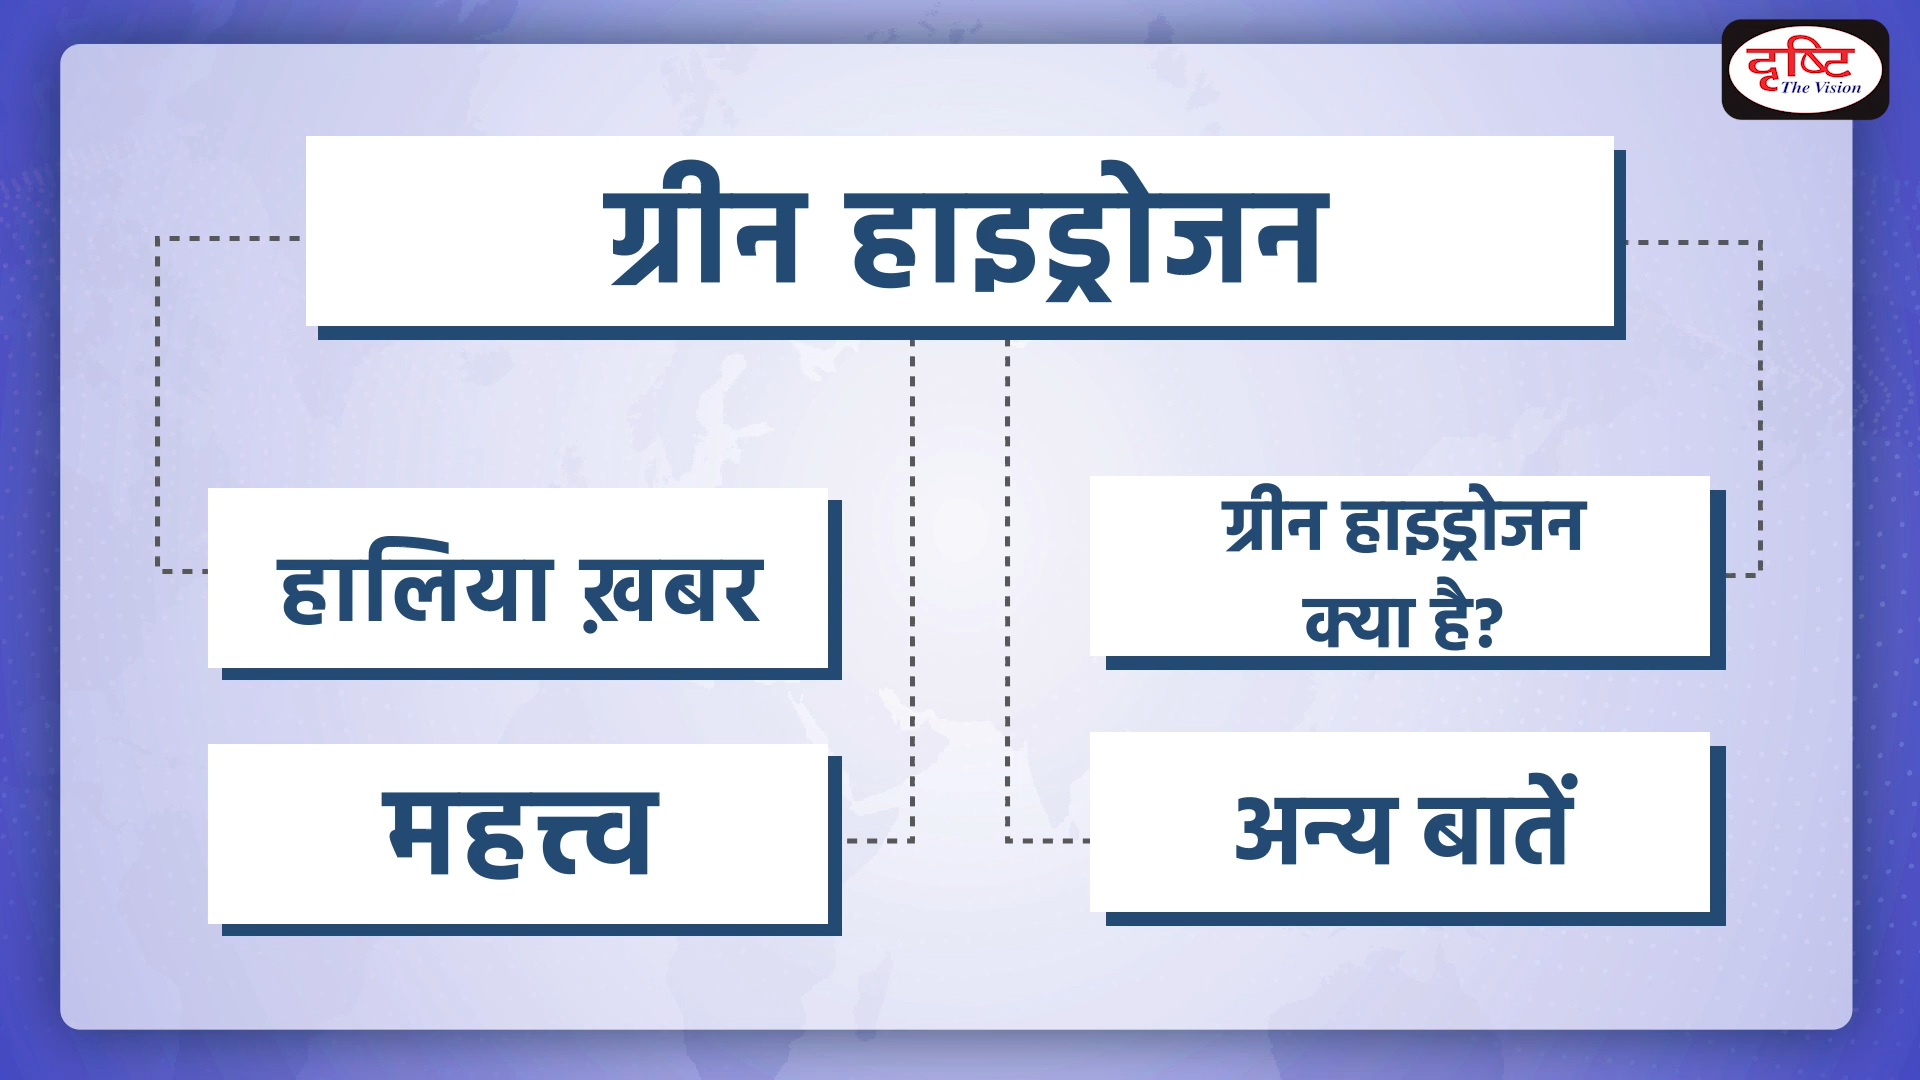 दृष्टि
The Vision
ग्रीन हाइड्रोजन
हालिया ख़बर
ग्रीन हाइड्रोजन
क्या है?
महत्त्व
अन्य बातें